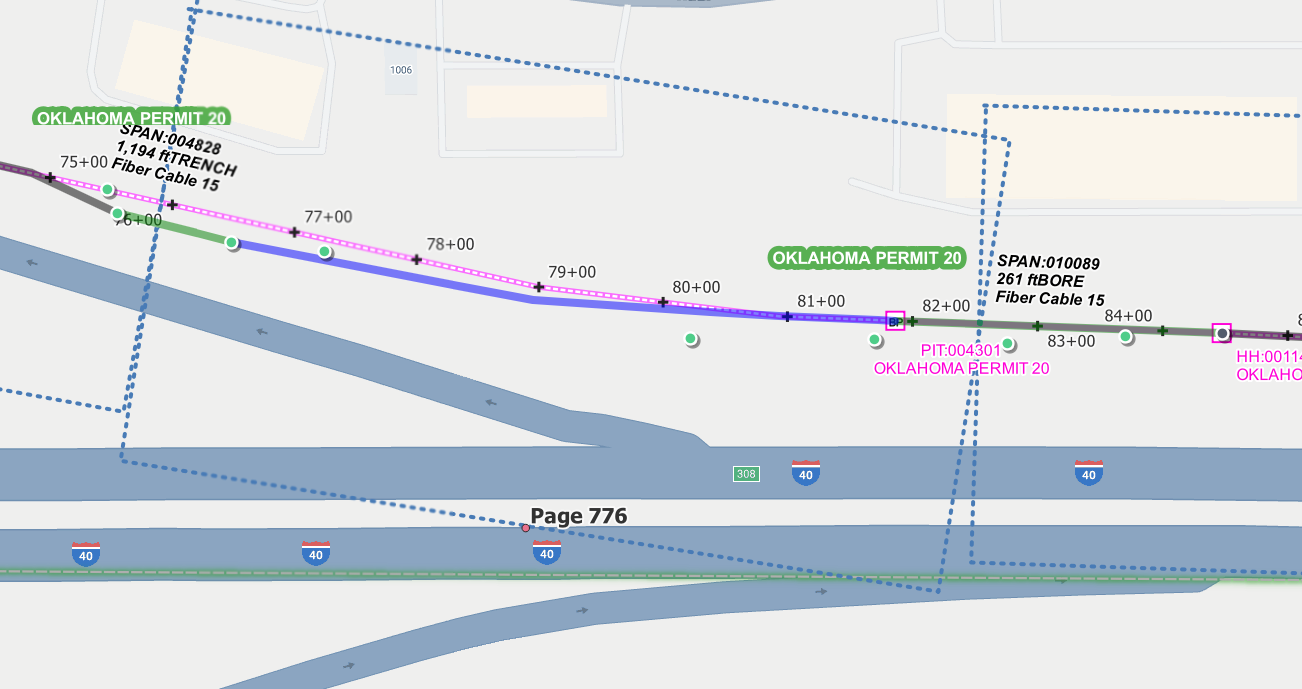 1006
OKLAHOMA PERMIT 20
SPAN:004828
1,194 ftTRENCH
Fiber Cable 15
75+00
76+00
77+00
78+00
79+00
80+00
81+00
82+00
83+00
84+00
OKLAHOMA PERMIT 20
SPAN:010089
261 ftBORE
Fiber Cable 15
BP
PIT:004301
OKLAHOMA PERMIT 20
HH:00114
OKLAHO
308
40
40
Page 776
40
40
40